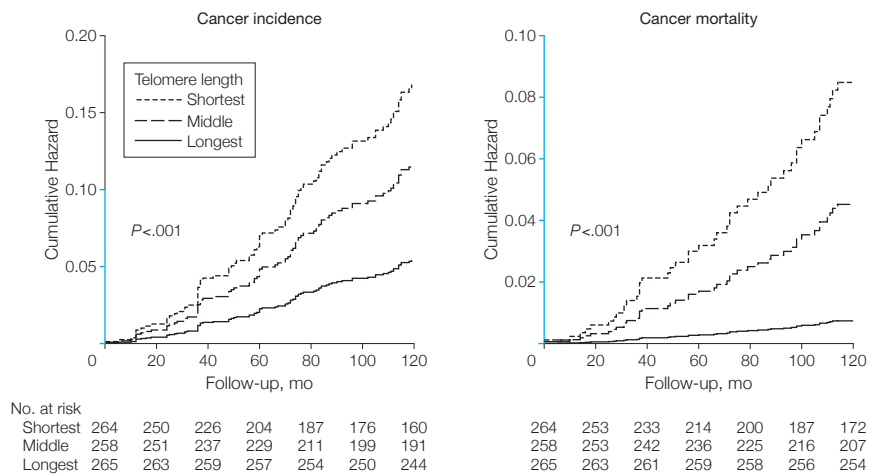 Cancer incidence
0.20
0.15
0.10
0.05
0 20 40 60 80 100 120
Cumulative Hazard
Follow-up, mo
Telomere length
Shortest
Middle
Longest
P<.001
Cancer mortality
0.10
0.08
0.06
0.04
0.02
0 20 40 60 80 100 120
Cumulative Hazard
Follow-up, mo
P<.001
No. at risk
Shortest 264 250 226 204 187 176 160 264 253 233 214 200 187 172
Middle 258 251 237 229 211 199 191 258 253 242 236 225 216 207
Longest 265 263 259 257 254 250 244 265 263 261 259 258 256 254